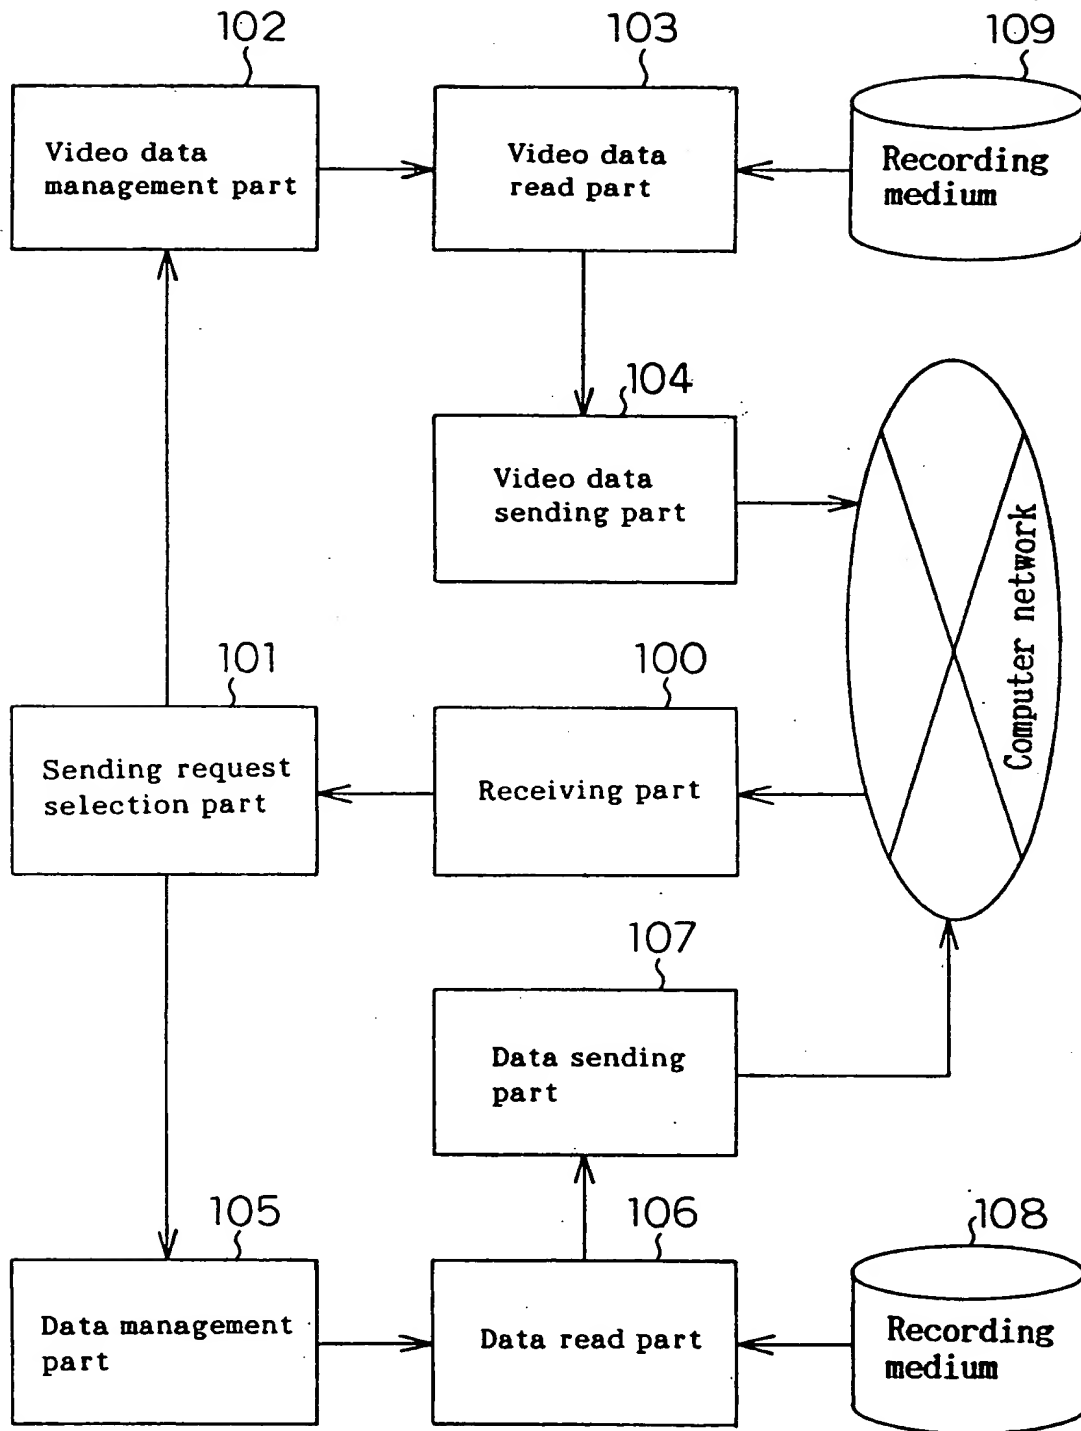 102
103
109
Video data
management part
Video data
read part
Recording
medium
104
Video data
sending part
Computer network
101
100
Sending request
selection part
Receiving part
107
Data sending
part
105
106
108
Data management
part
Data read part
Recording
medium